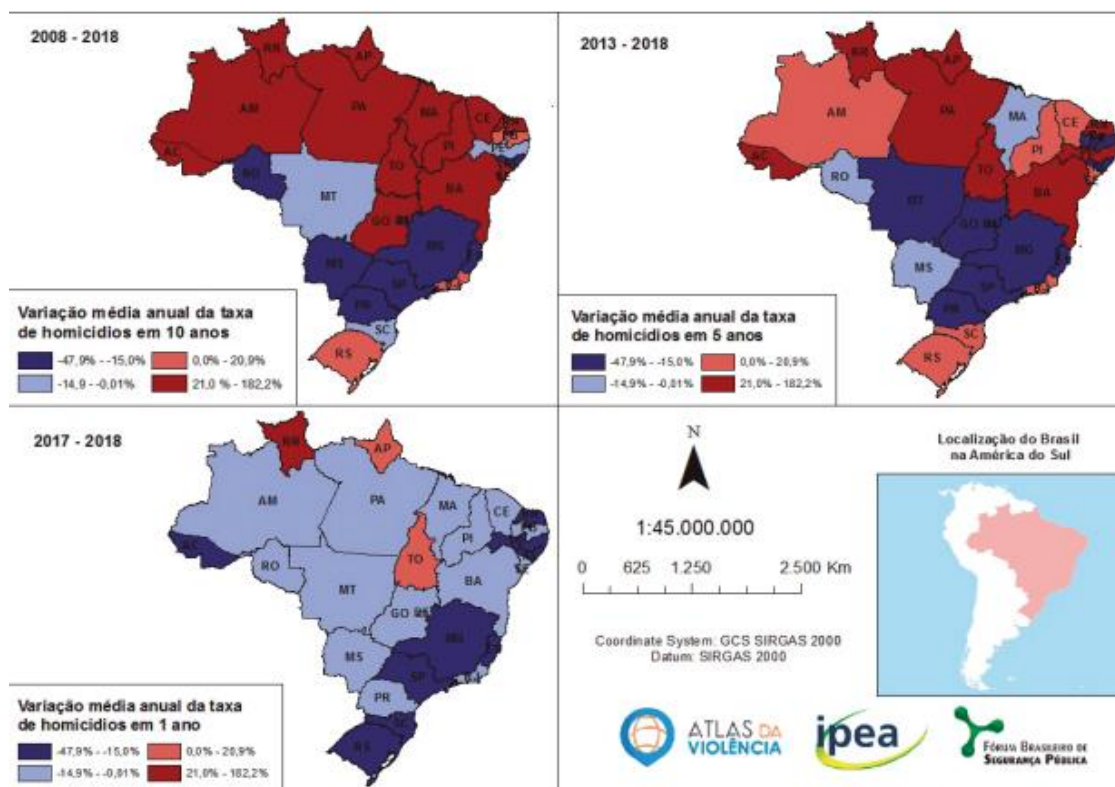 2008 - 2018
RR
AP
AM
PA
MA
CE
RN
PB
PE
PI
AC
TO
RO
BA
MT
GO
MG
MS
SP
PR
SC
RS
Variação média anual da taxa
de homicídios em 10 anos
-47,9% - -15,0%
0,0% - 20,9%
-14,9 - -0,01%
21,0 % - 182,2%
2013 - 2018
RR
AP
AM
PA
MA
CE
PI
AC
TO
RO
BA
MT
GO
MG
MS
SP
PR
SC
RS
Variação média anual da taxa
de homicídios em 5 anos
-47,9% - -15,0%
0,0% - 20,9%
-14,9% - -0,01%
21,0% - 182,2%
2017 - 2018
RR
AP
AM
PA
MA
CE
PB
PI
AC
TO
SE
RO
BA
MT
GO
MG
MS
SP
RJ
PR
RS
Variação média anual da taxa
de homicídios em 1 ano
-47,9% - -15,0%
0,0% - 20,9%
-14,9% - -0,01%
21,0% - 182,2%
N
1:45.000.000
0 625 1.250 2.500 Km
Coordinate System: GCS SIRGAS 2000
Datum: SIRGAS 2000
Localização do Brasil
na América do Sul
ATLAS DA
VIOLÊNCIA
ipea
FÓRUM BRASILEIRO DE
SEGURANÇA PÚBLICA